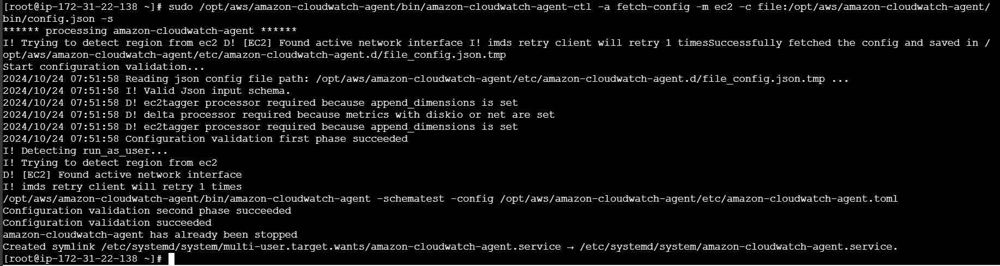 [root@ip-172-31-22-138 ~]# sudo /opt/aws/amazon-cloudwatch-agent/bin/amazon-cloudwatch-agent-ctl -a fetch-config -m ec2 -c file:/opt/aws/amazon-cloudwatch-agent/
bin/config.json -s
****** processing amazon-cloudwatch-agent ******
I! Trying to detect region from ec2 D! [EC2] Found active network interface I! imds retry client will retry 1 timesSuccessfully fetched the config and saved in /
opt/aws/amazon-cloudwatch-agent/etc/amazon-cloudwatch-agent.d/file_config.json.tmp
Start configuration validation...
2024/10/24 07:51:58 Reading json config file path: /opt/aws/amazon-cloudwatch-agent/etc/amazon-cloudwatch-agent.d/file_config.json.tmp ...
2024/10/24 07:51:58 I! Valid Json input schema.
2024/10/24 07:51:58 D! ec2tagger processor required because append_dimensions is set
2024/10/24 07:51:58 D! delta processor required because metrics with diskio or net are set
2024/10/24 07:51:58 D! ec2tagger processor required because append_dimensions is set
2024/10/24 07:51:58 Configuration validation first phase succeeded
I! Detecting run_as_user...
I! Trying to detect region from ec2
D! [EC2] Found active network interface
I! imds retry client will retry 1 times
/opt/aws/amazon-cloudwatch-agent/bin/amazon-cloudwatch-agent -schematest -config /opt/aws/amazon-cloudwatch-agent/etc/amazon-cloudwatch-agent.toml
Configuration validation second phase succeeded
Configuration validation succeeded
amazon-cloudwatch-agent has already been stopped
Created symlink /etc/systemd/system/multi-user.target.wants/amazon-cloudwatch-agent.service → /etc/systemd/system/amazon-cloudwatch-agent.service.
[root@ip-172-31-22-138 ~]#